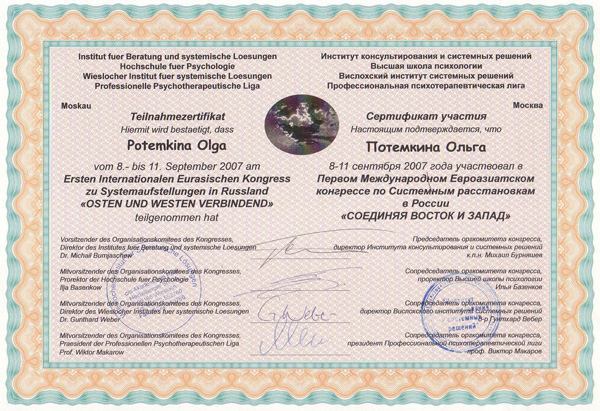 Institut fuer Beratung und systemische Loesungen
Hochschule fuer Psychologie
Wieslocher Institut fuer systemische Loesungen
Professionelle Psychotherapeutische Liga
Moskau
Teilnahmezertifikat
Hiermit wird bestaetigt, dass
Potemkina Olga
vom 8.- bis 11. September 2007 am
Ersten Internationalen Eurasischen Kongress
zu Systemaufstellungen in Russland
«OSTEN UND WESTEN VERBINDEND»
teilgenommen hat
Vorsitzender des Organisationskomitees des Kongresses,
Direktor des Institutes fuer Beratung und systemische Loesungen
Dr. Michail Burnjaschew
Mitvorsitzender des Organisationskomitees des Kongresses,
Prorektor der Hochschule fuer Psychologie
Ilja Basenkow
Mitvorsitzender des Organisationskomitees des Kongresses,
Direktor des Wieslocher Institutes fuer systemische Loesungen
Dr. Gunthard Weber
Mitvorsitzender des Organisationskomitees des Kongresses,
Praesident der Professionellen Psychotherapeutischen Liga
Prof. Wiktor Makarow
Институт консультирования и системных решений
Высшая школа психологии
Вислохский институт системных решений
Профессиональная психотерапевтическая лига
Москва
Сертификат участия
Настоящим подтверждается, что
Потемкина Ольга
8-11 сентября 2007 года участвовал в
Первом Международном Евроазиатском
конгрессе по Системным расстановкам
в России
«СОЕДИНЯЯ ВОСТОК И ЗАПАД»
Председатель оргкомитета конгресса,
директор Института консультирования и системных решений
к.п.н. Михаил Бурняшев
Сопредседатель оргкомитета конгресса,
проректор Высшей школы психологии
Илья Базенков
Сопредседатель оргкомитета конгресса,
директор Вислохского института системных решений
д-р Гунтхард Вебер
Сопредседатель оргкомитета конгресса,
президент Профессиональной психотерапевтической лиги
проф. Виктор Макаров